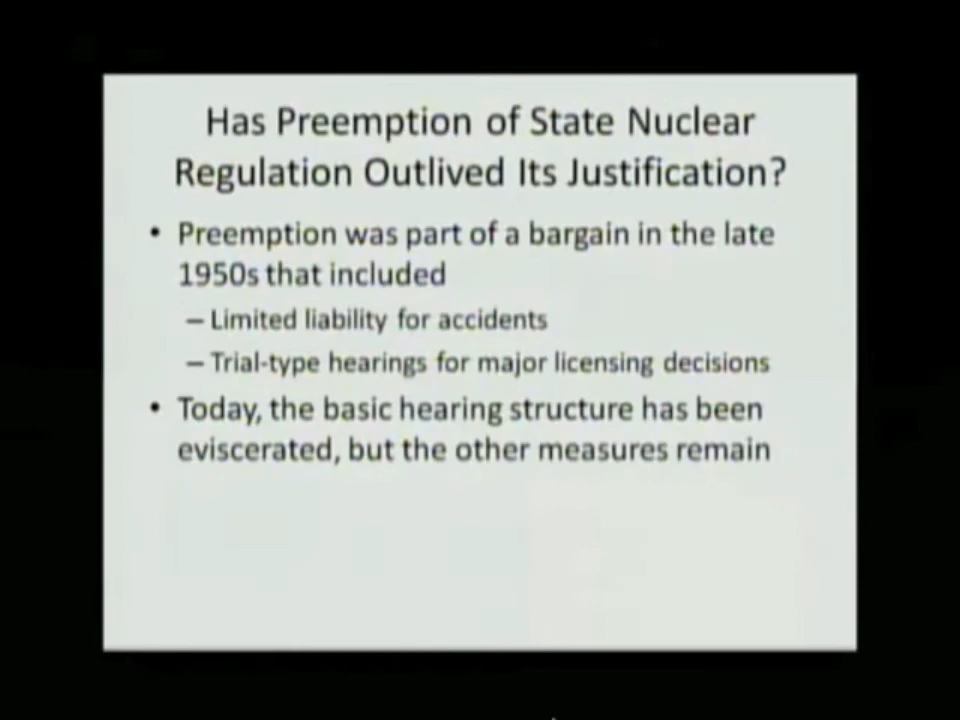 Has Preemption of State Nuclear
Regulation Outlived Its Justification?
• Preemption was part of a bargain in the late
1950s that included
– Limited liability for accidents
– Trial-type hearings for major licensing decisions
• Today, the basic hearing structure has been
eviscerated, but the other measures remain